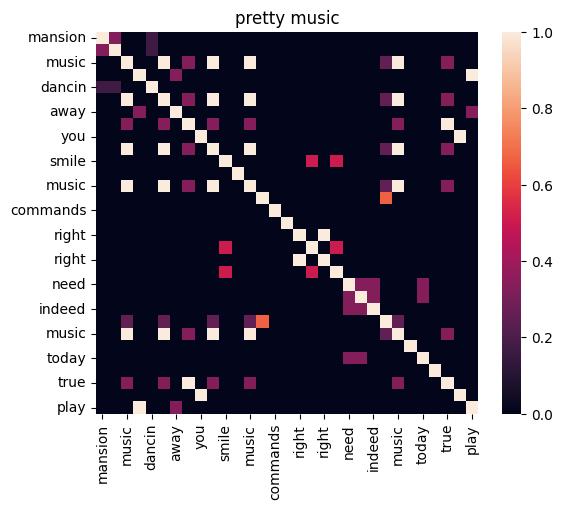 pretty music
mansion
music
dancin
away
you
smile
music
commands
right
right
need
indeed
music
today
true
play
1.0
0.8
0.6
0.4
0.2
0.0
mansion
music
dancin
away
you
smile
music
commands
right
right
need
indeed
music
today
true
play